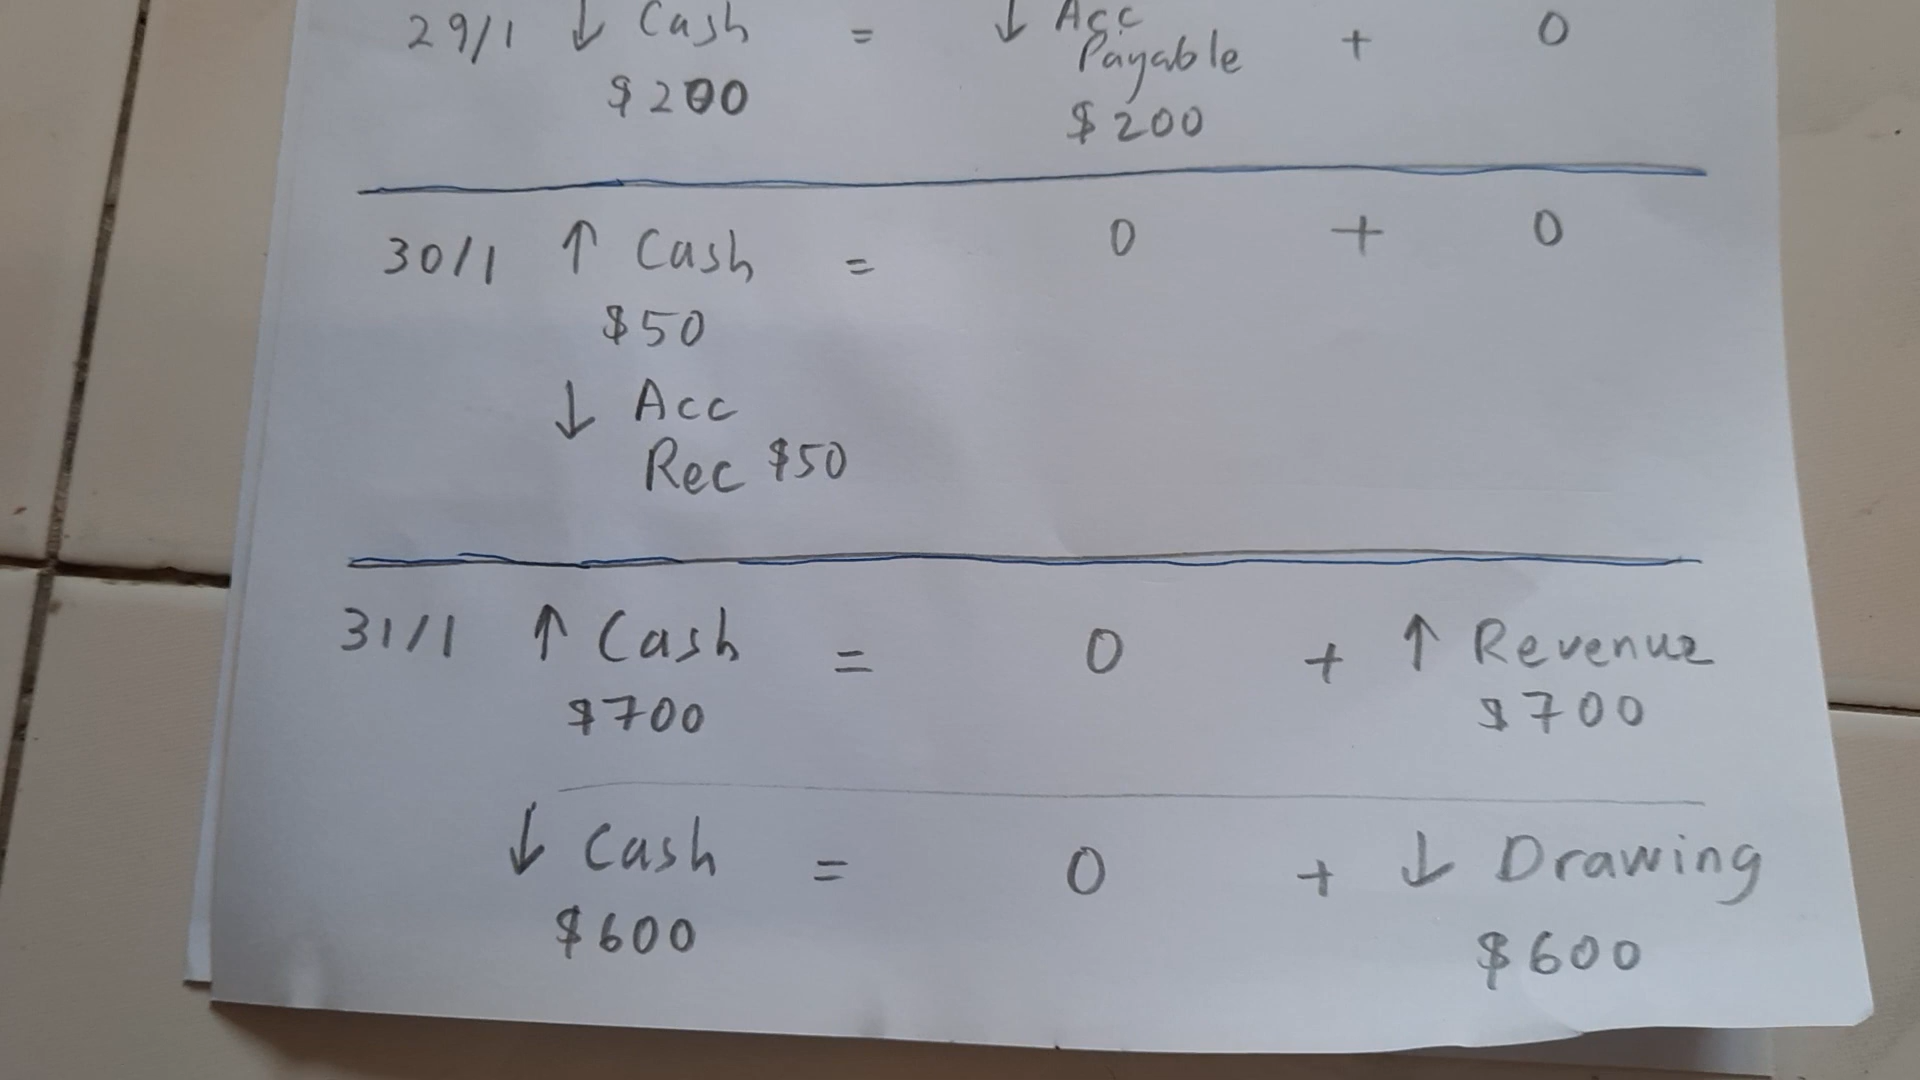 29/1 ↓ Cash = ↓ Acc Payable + 0
$200 $200
30/1 ↑ Cash = 0 + 0
$50
↓ Acc
Rec $50
31/1 ↑ Cash = 0 + ↑ Revenue
$700 $700
↓ Cash = 0 + ↓ Drawing
$600 $600